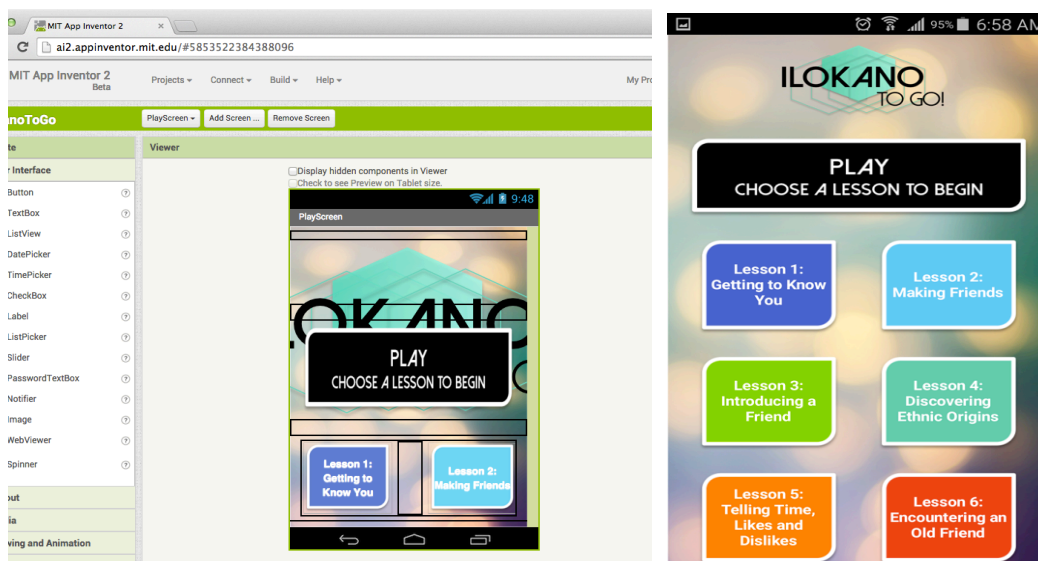 MIT App Inventor 2
ai2.appinventor.mit.edu/#5853522384388096
MIT App Inventor 2
Beta
Projects
Connect
Build
Help
My Pro
noToGo
PlayScreen
Add Screen ...
Remove Screen
te
Viewer
r Interface
Button
TextBox
ListView
DatePicker
TimePicker
CheckBox
Label
ListPicker
Slider
PasswordTextBox
Notifier
Image
WebViewer
Spinner
out
ia
wing and Animation
Display hidden components in Viewer
Check to see Preview on Tablet size.
9:48
PlayScreen
LOKANO
PLAY
CHOOSE A LESSON TO BEGIN
Lesson 1:
Getting to
Know You
Lesson 2:
Making Friends
95% 6:58 AM
ILOKANO
TO GO!
PLAY
CHOOSE A LESSON TO BEGIN
Lesson 1:
Getting to Know
You
Lesson 2:
Making Friends
Lesson 3:
Introducing a
Friend
Lesson 4:
Discovering
Ethnic Origins
Lesson 5:
Telling Time,
Likes and
Dislikes
Lesson 6:
Encountering an
Old Friend